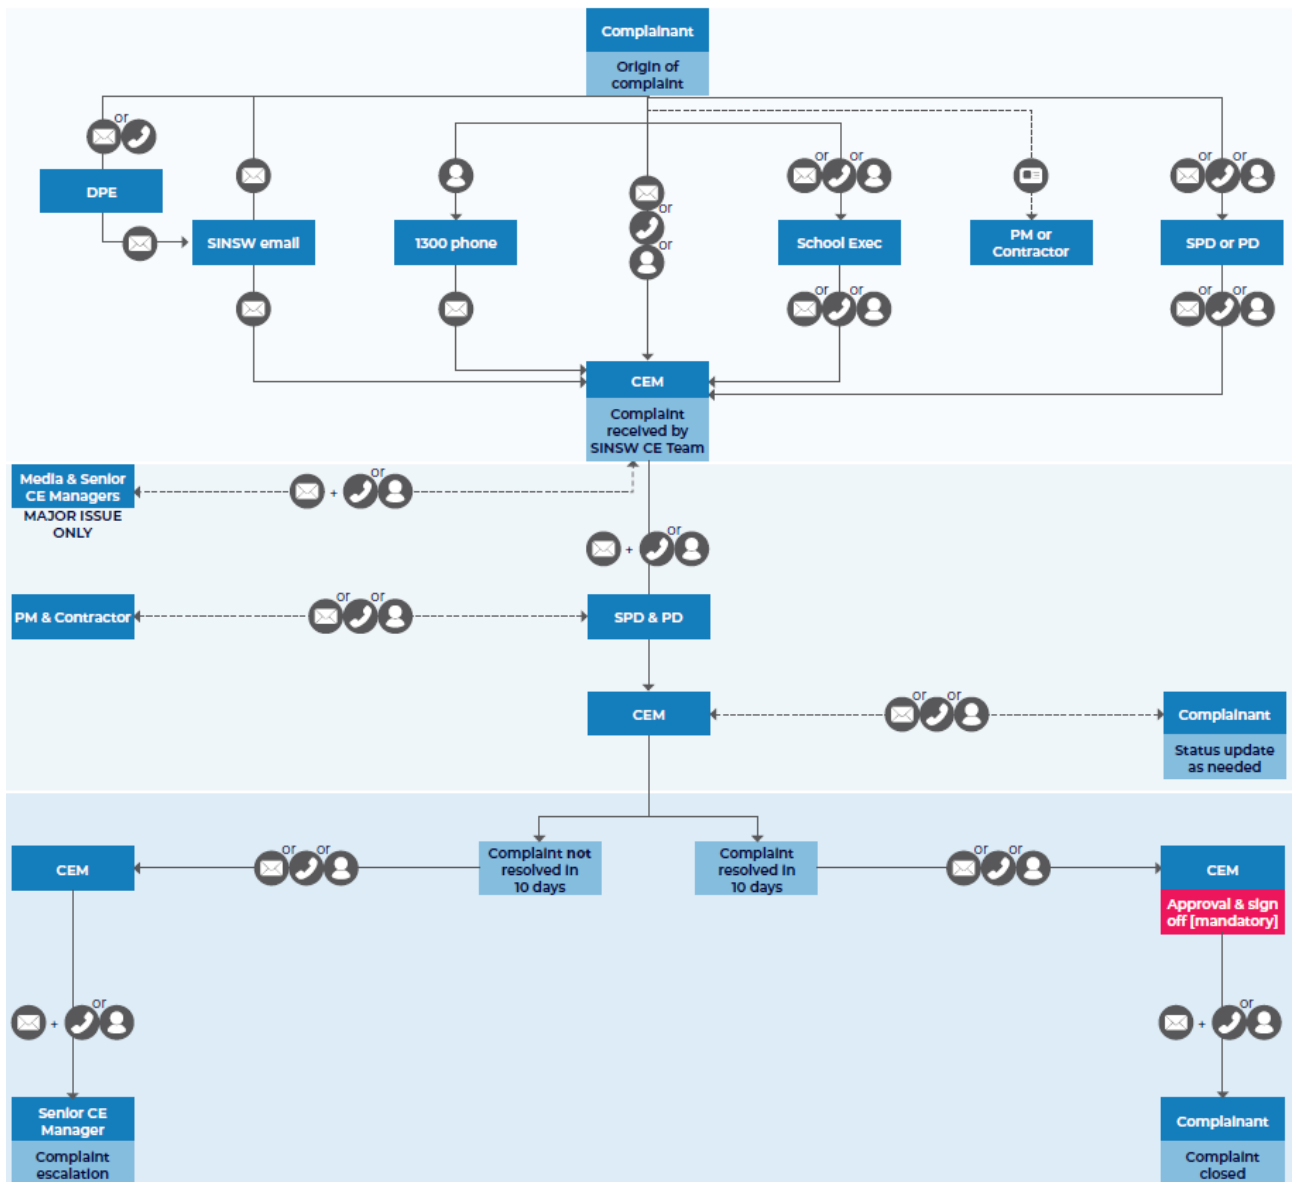 Complainant
Origin of
complaint
or
or
or
or
or
DPE
or
or
SINSW email
1300 phone
School Exec
PM or
Contractor
SPD or PD
or
or
or
or
CEM
Complaint
received by
SINSW CE Team
Media & Senior
CE Managers
MAJOR ISSUE
ONLY
+
or
+
or
PM & Contractor
or
or
SPD & PD
CEM
or
or
Complainant
Status update
as needed
CEM
or
or
Complaint not
resolved in
10 days
Complaint
resolved in
10 days
or
or
CEM
Approval & sign
off [mandatory]
+
or
+
or
Senior CE
Manager
Complaint
escalation
Complainant
Complaint
closed